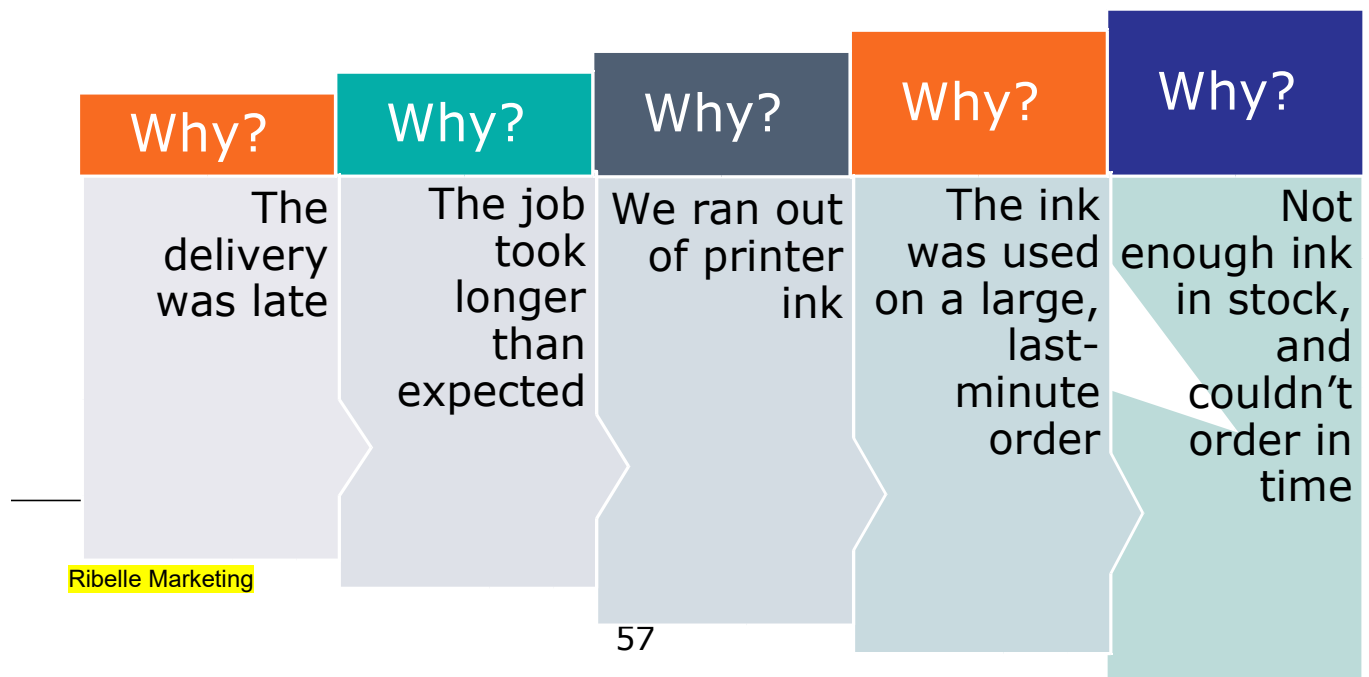 Why?
The
delivery
was late
Why?
The job
took
longer
than
expected
Why?
We ran out
of printer
ink
Why?
The ink
was used
on a large,
last-
minute
order
Why?
Not
enough ink
in stock,
and
couldn’t
order in
time
Ribelle Marketing
57